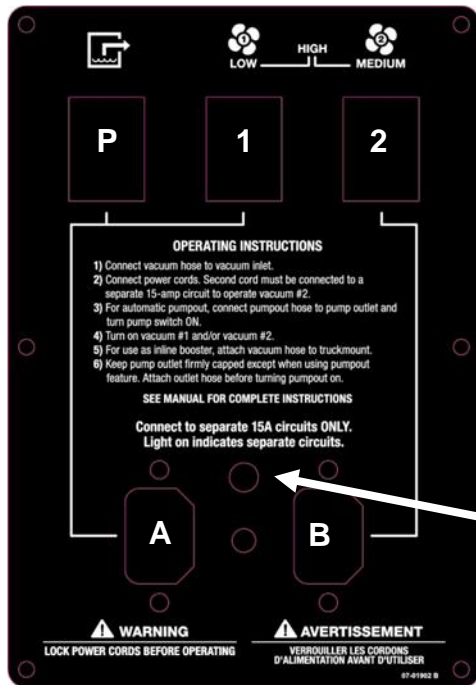 1 2
HIGH
LOW MEDIUM
P 1 2
OPERATING INSTRUCTIONS
1) Connect vacuum hose to vacuum inlet.
2) Connect power cords. Second cord must be connected to a
separate 15-amp circuit to operate vacuum #2.
3) For automatic pumpout, connect pumpout hose to pump outlet and
turn pump switch ON.
4) Turn on vacuum #1 and/or vacuum #2.
5) For use as inline booster, attach vacuum hose to truckmount.
6) Keep pump outlet firmly capped except when using pumpout
feature. Attach outlet hose before turning pumpout on.
SEE MANUAL FOR COMPLETE INSTRUCTIONS
Connect to separate 15A circuits ONLY.
Light on indicates separate circuits.
A B
WARNING
LOCK POWER CORDS BEFORE OPERATING
AVERTISSEMENT
VERROUILLER LES CORDONS
D'ALIMENTATION AVANT D'UTILISER
07-01902 B